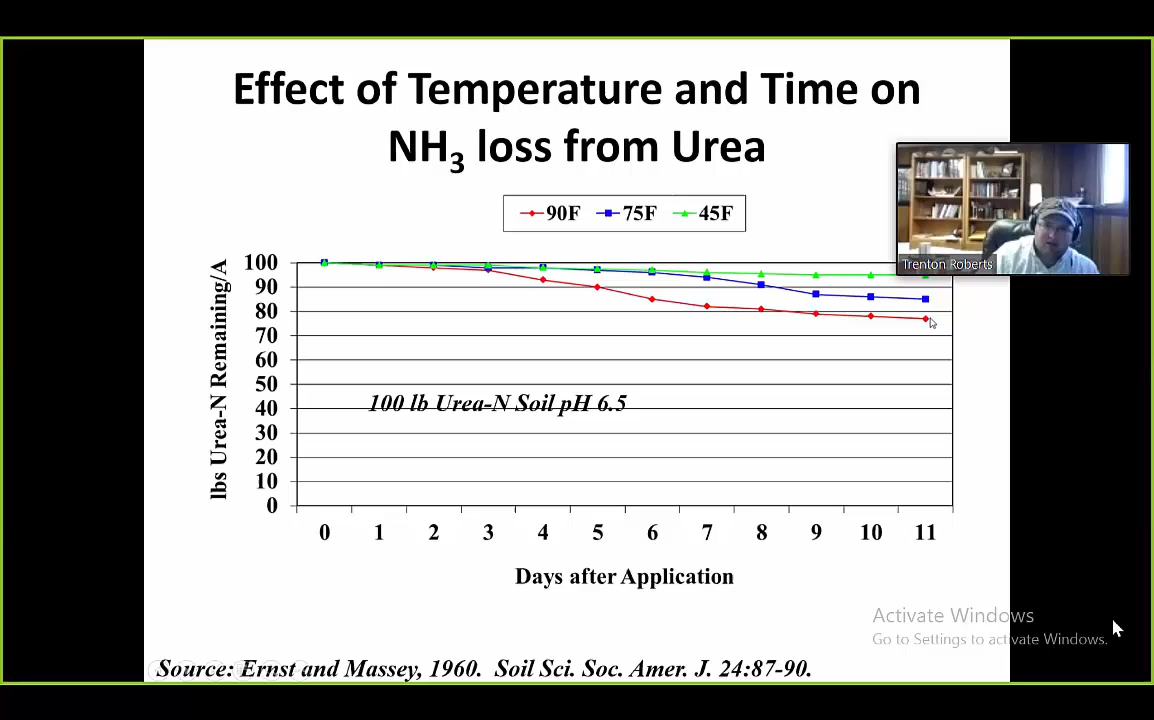 Effect of Temperature and Time on
NH3 loss from Urea
90F 75F 45F
Trenton Roberts
lbs Urea-N Remaining/A
100
90
80
70
60
50
40
30
20
10
0
100 lb Urea-N Soil pH 6.5
0 1 2 3 4 5 6 7 8 9 10 11
Days after Application
Activate Windows
Go to Settings to activate Windows.
Source: Ernst and Massey, 1960. Soil Sci. Soc. Amer. J. 24:87-90.